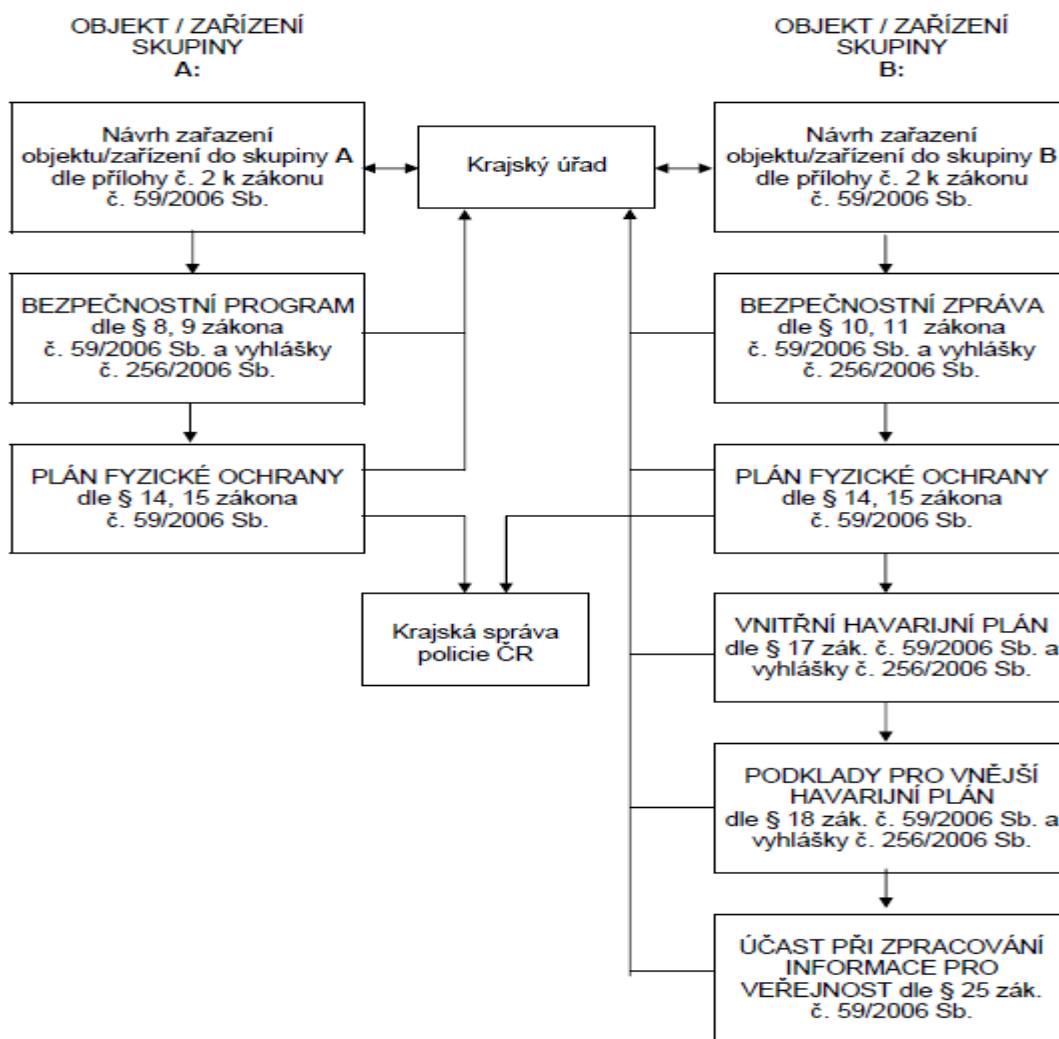 OBJEKT / ZAŘÍZENÍ
SKUPINY
A:
OBJEKT / ZAŘÍZENÍ
SKUPINY
B:
Návrh zařazení
objektu/zařízení do skupiny A
dle přílohy č. 2 k zákonu
č. 59/2006 Sb.
Krajský úřad
Návrh zařazení
objektu/zařízení do skupiny B
dle přílohy č. 2 k zákonu
č. 59/2006 Sb.
BEZPEČNOSTNÍ PROGRAM
dle § 8, 9 zákona
č. 59/2006 Sb. a vyhlášky
č. 256/2006 Sb.
BEZPEČNOSTNÍ ZPRÁVA
dle § 10, 11 zákona
č. 59/2006 Sb. a vyhlášky
č. 256/2006 Sb.
PLÁN FYZICKÉ OCHRANY
dle § 14, 15 zákona
č. 59/2006 Sb.
PLÁN FYZICKÉ OCHRANY
dle § 14, 15 zákona
č. 59/2006 Sb.
Krajská správa
policie ČR
VNITŘNÍ HAVARIJNÍ PLÁN
dle § 17 zák. č. 59/2006 Sb. a
vyhlášky č. 256/2006 Sb.
PODKLADY PRO VNĚJŠÍ
HAVARIJNÍ PLÁN
dle § 18 zák. č. 59/2006 Sb. a
vyhlášky č. 256/2006 Sb.
ÚČAST PŘI ZPRACOVÁNÍ
INFORMACE PRO
VEŘEJNOST dle § 25 zák.
č. 59/2006 Sb.